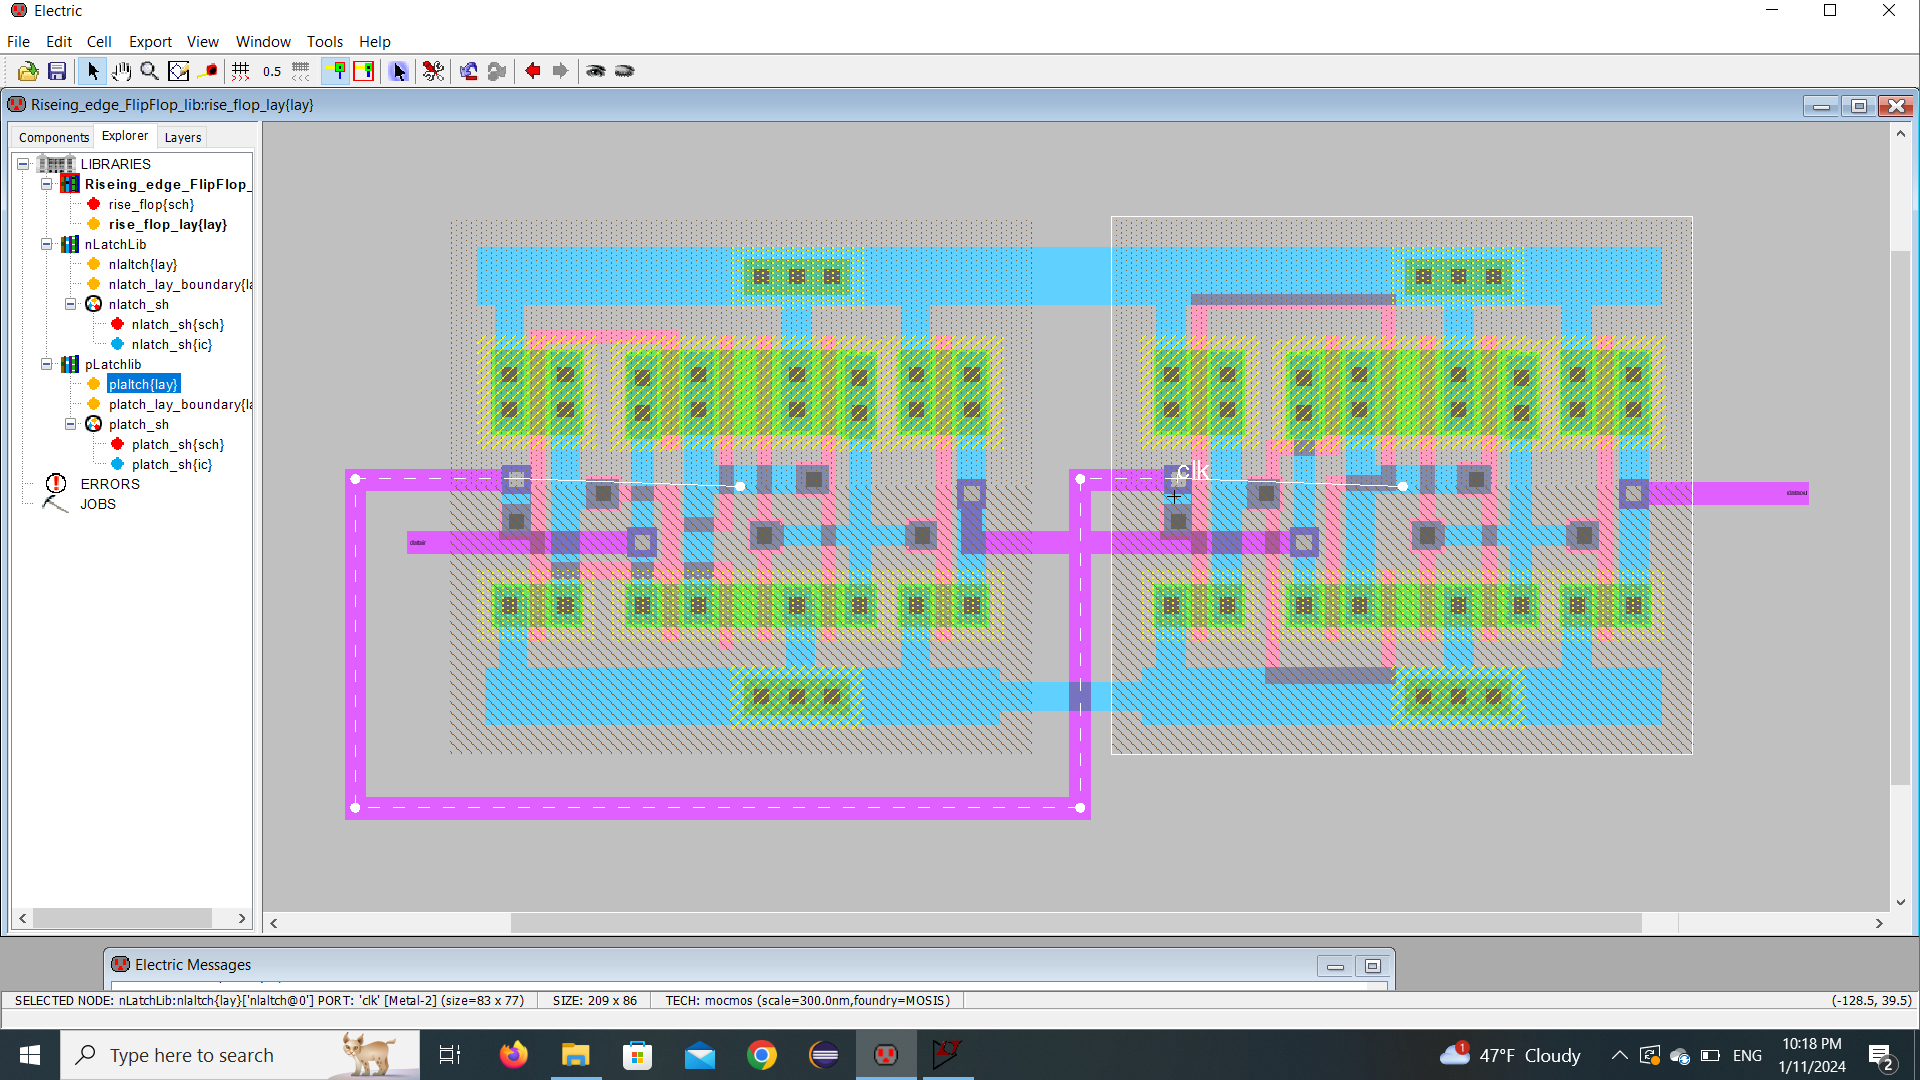 Electric
File Edit Cell Export View Window Tools Help
0.5
Riseing_edge_FlipFlop_lib:rise_flop_lay{lay}
Components Explorer Layers
LIBRARIES
Riseing_edge_FlipFlop_
rise_flop{sch}
rise_flop_lay{lay}
nLatchLib
nlaltch{lay}
nlatch_lay_boundary{la
nlatch_sh
nlatch_sh{sch}
nlatch_sh{ic}
pLatchlib
plaltch{lay}
platch_lay_boundary{la
platch_sh
platch_sh{sch}
platch_sh{ic}
ERRORS
JOBS
clk
Electric Messages
SELECTED NODE: nLatchLib:nlaltch{lay}['nlaltch@0'] PORT: 'clk' [Metal-2] (size=83 x 77) SIZE: 209 x 86 TECH: mocmos (scale=300.0nm,foundry=MOSIS) (-128.5, 39.5)
Type here to search
1 47°F Cloudy ENG 10:18 PM
1/11/2024
2